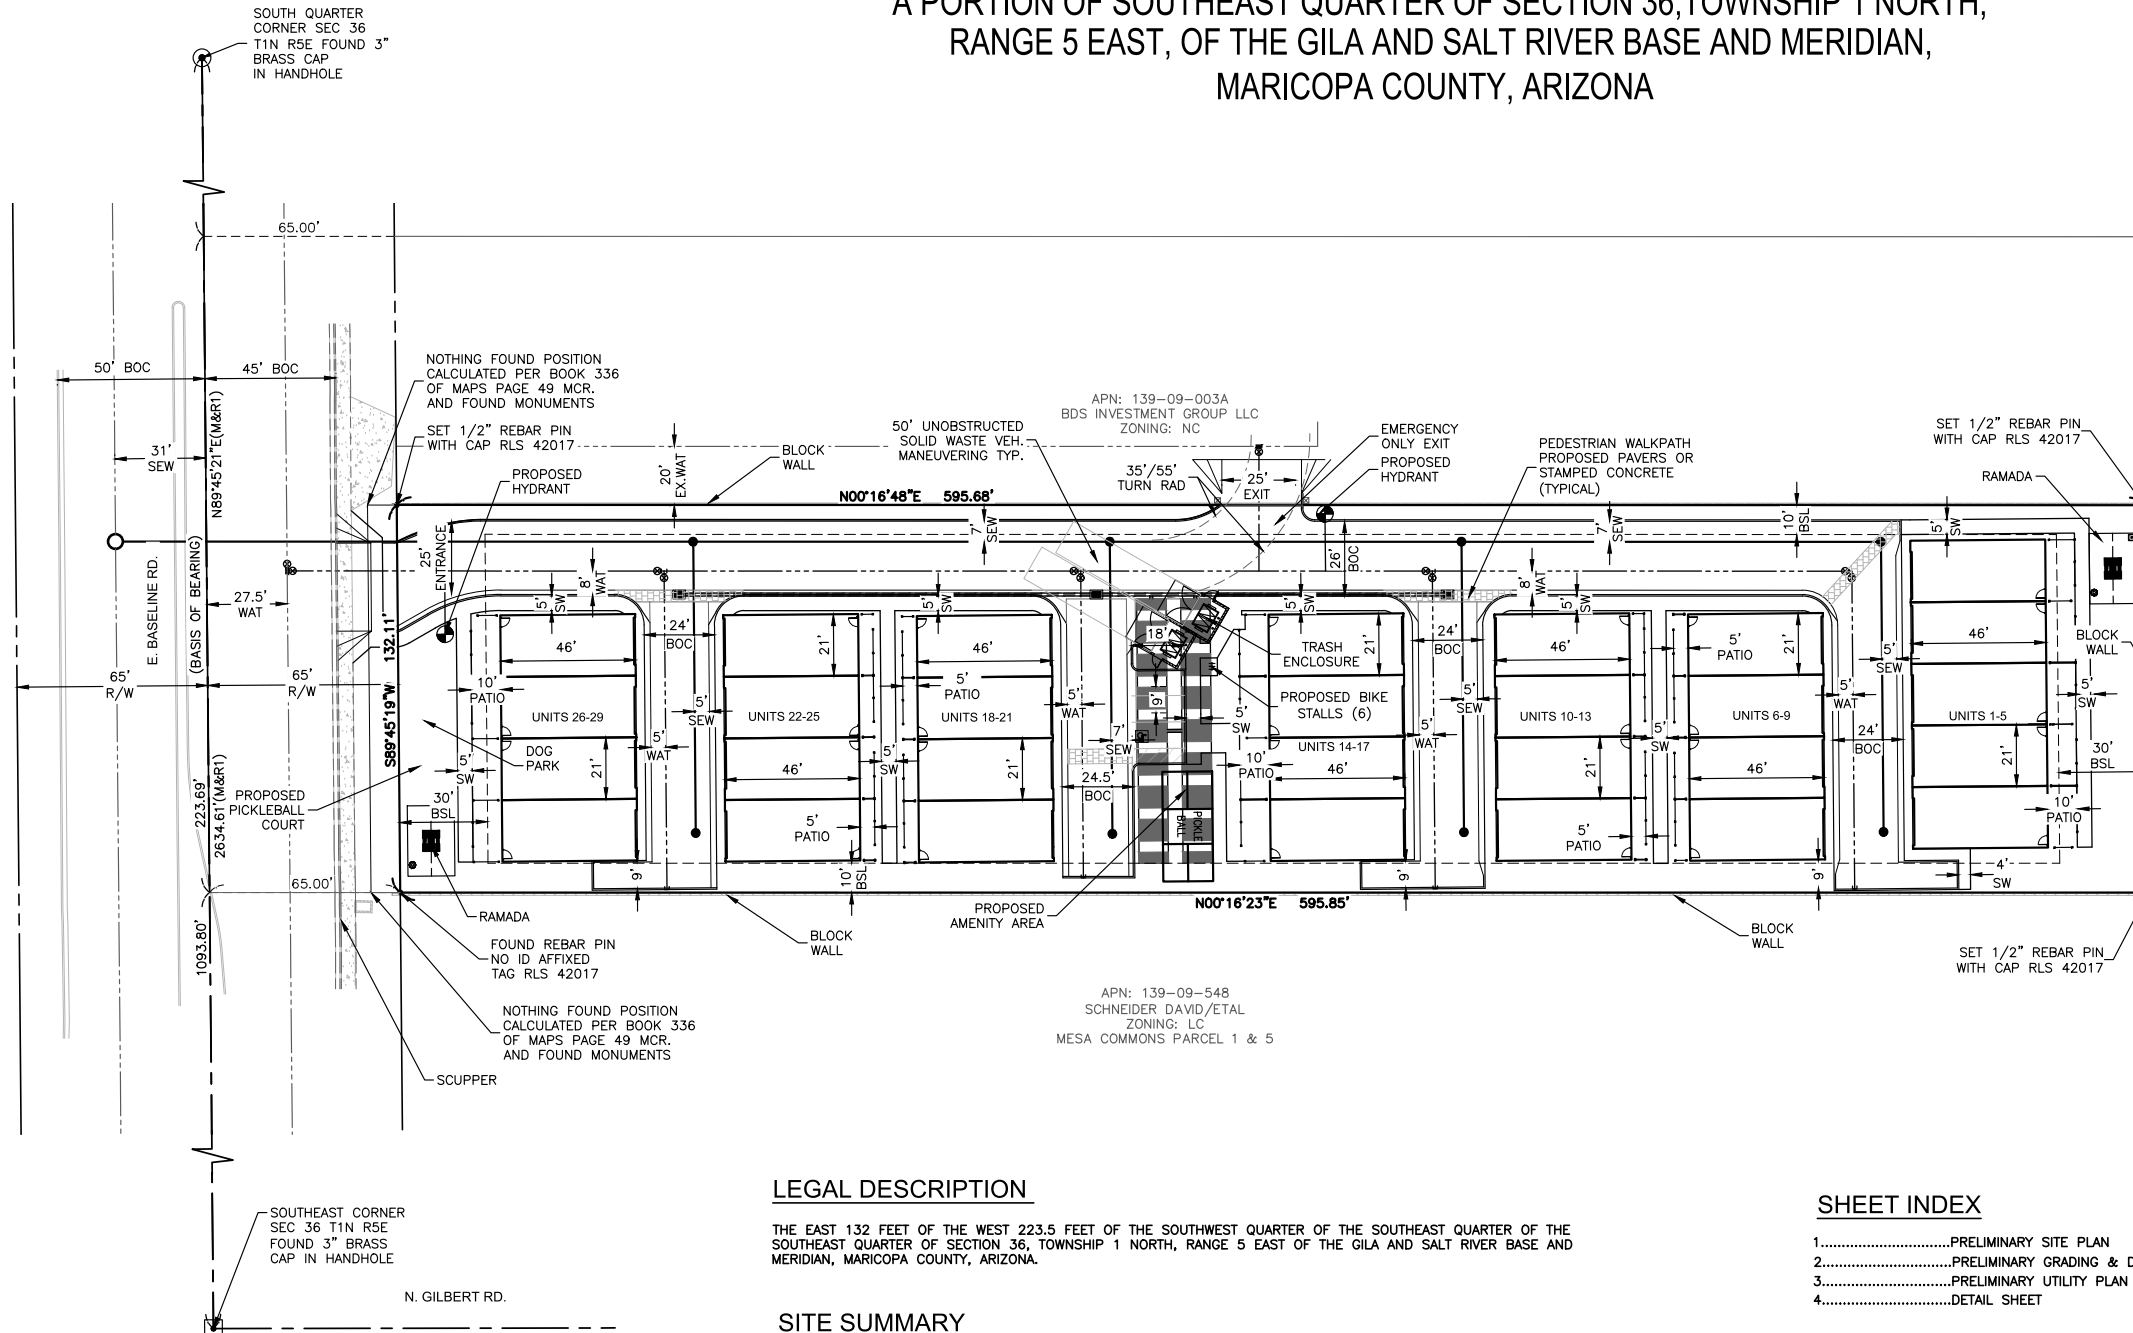 A PORTION OF SOUTHEAST QUARTER OF SECTION 36, TOWNSHIP 1 NORTH,
RANGE 5 EAST, OF THE GILA AND SALT RIVER BASE AND MERIDIAN,
MARICOPA COUNTY, ARIZONA
SOUTH QUARTER
CORNER SEC 36
T1N R5E FOUND 3"
BRASS CAP
IN HANDHOLE
65.00'
50' BOC
45' BOC
N89°45'21"E(M&R1)
31'
SEW
NOTHING FOUND POSITION
CALCULATED PER BOOK 336
OF MAPS PAGE 49 MCR.
AND FOUND MONUMENTS
SET 1/2" REBAR PIN
WITH CAP RLS 42017
PROPOSED
HYDRANT
20'
EX.WAT
BLOCK
WALL
N00°16'48"E 595.68'
50' UNOBSTRUCTED
SOLID WASTE VEH.
MANEUVERING TYP.
APN: 139-09-003A
BDS INVESTMENT GROUP LLC
ZONING: NC
35'/55'
TURN RAD
25'
EXIT
EMERGENCY
ONLY EXIT
PROPOSED
HYDRANT
PEDESTRIAN WALKPATH
PROPOSED PAVERS OR
STAMPED CONCRETE
(TYPICAL)
SET 1/2" REBAR PIN
WITH CAP RLS 42017
RAMADA
10'
BSL
7'
SEW
7'
SEW
5'
SW
25'
ENTRANCE
26'
BOC
8'
WAT
8'
WAT
E. BASELINE RD.
(BASIS OF BEARING)
27.5'
WAT
65'
R/W
65'
R/W
S89°45'19"W 132.11'
5'
SW
5'
SW
5'
SW
5'
SW
24'
BOC
24'
BOC
18'
TRASH
ENCLOSURE
BLOCK
WALL
46'
21'
46'
46'
21'
46'
21'
46'
10'
PATIO
5'
PATIO
5'
PATIO
5'
SEW
5'
SEW
5'
SEW
5'
WAT
5'
WAT
9'
PROPOSED BIKE
STALLS (6)
5'
SW
UNITS 26-29
UNITS 22-25
UNITS 18-21
UNITS 14-17
UNITS 10-13
UNITS 6-9
UNITS 1-5
DOG
PARK
5'
SW
21'
5'
WAT
46'
5'
SW
21'
7'
SEW
24.5'
BOC
10'
PATIO
46'
5'
WAT
21'
5'
SW
46'
24'
BOC
21'
5'
SW
30'
BSL
10'
PATIO
PROPOSED
PICKLEBALL
COURT
30'
BSL
223.69'
2634.61'(M&R1)
5'
PATIO
5'
PATIO
PICKLE
BALL
65.00'
9'
10'
BSL
9'
9'
4'
SW
N00°16'23"E 595.85'
RAMADA
BLOCK
WALL
PROPOSED
AMENITY AREA
BLOCK
WALL
SET 1/2" REBAR PIN
WITH CAP RLS 42017
1093.80'
FOUND REBAR PIN
NO ID AFFIXED
TAG RLS 42017
NOTHING FOUND POSITION
CALCULATED PER BOOK 336
OF MAPS PAGE 49 MCR.
AND FOUND MONUMENTS
SCUPPER
APN: 139-09-548
SCHNEIDER DAVID/ETAL
ZONING: LC
MESA COMMONS PARCEL 1 & 5
SOUTHEAST CORNER
SEC 36 T1N R5E
FOUND 3" BRASS
CAP IN HANDHOLE
N. GILBERT RD.
LEGAL DESCRIPTION
THE EAST 132 FEET OF THE WEST 223.5 FEET OF THE SOUTHWEST QUARTER OF THE SOUTHEAST QUARTER OF THE
SOUTHEAST QUARTER OF SECTION 36, TOWNSHIP 1 NORTH, RANGE 5 EAST OF THE GILA AND SALT RIVER BASE AND
MERIDIAN, MARICOPA COUNTY, ARIZONA.
SITE SUMMARY
SHEET INDEX
1..............................PRELIMINARY SITE PLAN
2..............................PRELIMINARY GRADING & D
3..............................PRELIMINARY UTILITY PLAN
4..............................DETAIL SHEET